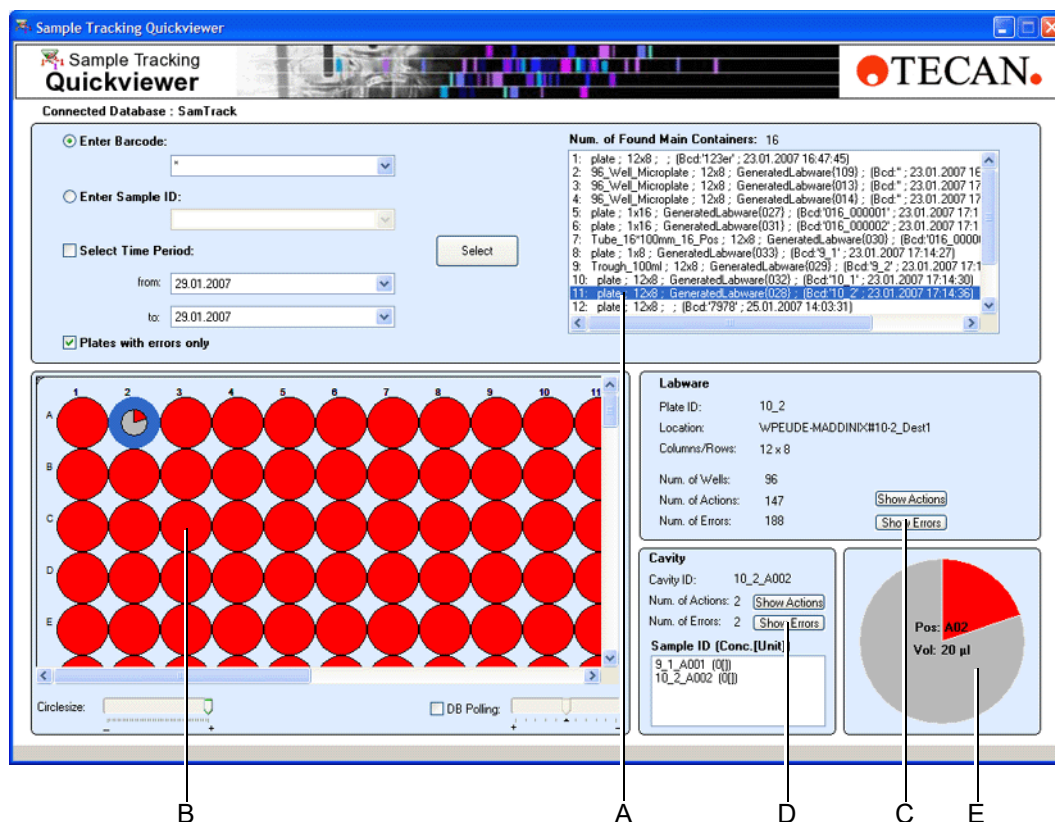 Sample Tracking Quickviewer
Sample Tracking
Quickviewer
TECAN.
Connected Database : SamTrack
Enter Barcode:
*
Enter Sample ID:
Select Time Period:
from: 29.01.2007
to: 29.01.2007
Plates with errors only
Select
Num. of Found Main Containers: 16
1: plate ; 12x8 ; ; (Bcd:'123er' ; 23.01.2007 16:47:45)
2: 96_Well_Microplate ; 12x8 ; GeneratedLabware{109} ; (Bcd:'' ; 23.01.2007 16
3: 96_Well_Microplate ; 12x8 ; GeneratedLabware{013} ; (Bcd:'' ; 23.01.2007 17
4: 96_Well_Microplate ; 12x8 ; GeneratedLabware{014} ; (Bcd:'' ; 23.01.2007 17
5: plate ; 1x16 ; GeneratedLabware{027} ; (Bcd:'016_000001' ; 23.01.2007 17:1
6: plate ; 1x16 ; GeneratedLabware{031} ; (Bcd:'016_000002' ; 23.01.2007 17:1
7: Tube_16*100mm_16_Pos ; 12x8 ; GeneratedLabware{030} ; (Bcd:'016_0000
8: plate ; 1x8 ; GeneratedLabware{033} ; (Bcd:'9_1' ; 23.01.2007 17:14:27)
9: Trough_100ml ; 12x8 ; GeneratedLabware{029} ; (Bcd:'9_2' ; 23.01.2007 17:1
10: plate ; 12x8 ; GeneratedLabware{032} ; (Bcd:'10_1' ; 23.01.2007 17:14:30)
11: plate ; 12x8 ; GeneratedLabware{028} ; (Bcd:'10_2' ; 23.01.2007 17:14:36)
12: plate ; 12x8 ; ; (Bcd:'7978' ; 25.01.2007 14:03:31)
1 2 3 4 5 6 7 8 9 10 11
A
B
C
D
E
Circlesize:
- +
DB Polling:
+ -
Labware
Plate ID: 10_2
Location: WPEUDE-MADDINIX#10-2_Dest1
Columns/Rows: 12 x 8
Num. of Wells: 96
Num. of Actions: 147 Show Actions
Num. of Errors: 188 Show Errors
Cavity
Cavity ID: 10_2_A002
Num. of Actions: 2 Show Actions
Num. of Errors: 2 Show Errors
Sample ID (Conc.[Unit])
9_1_A001 (0[])
10_2_A002 (0[])
Pos: A02
Vol: 20 µl
B A D C E